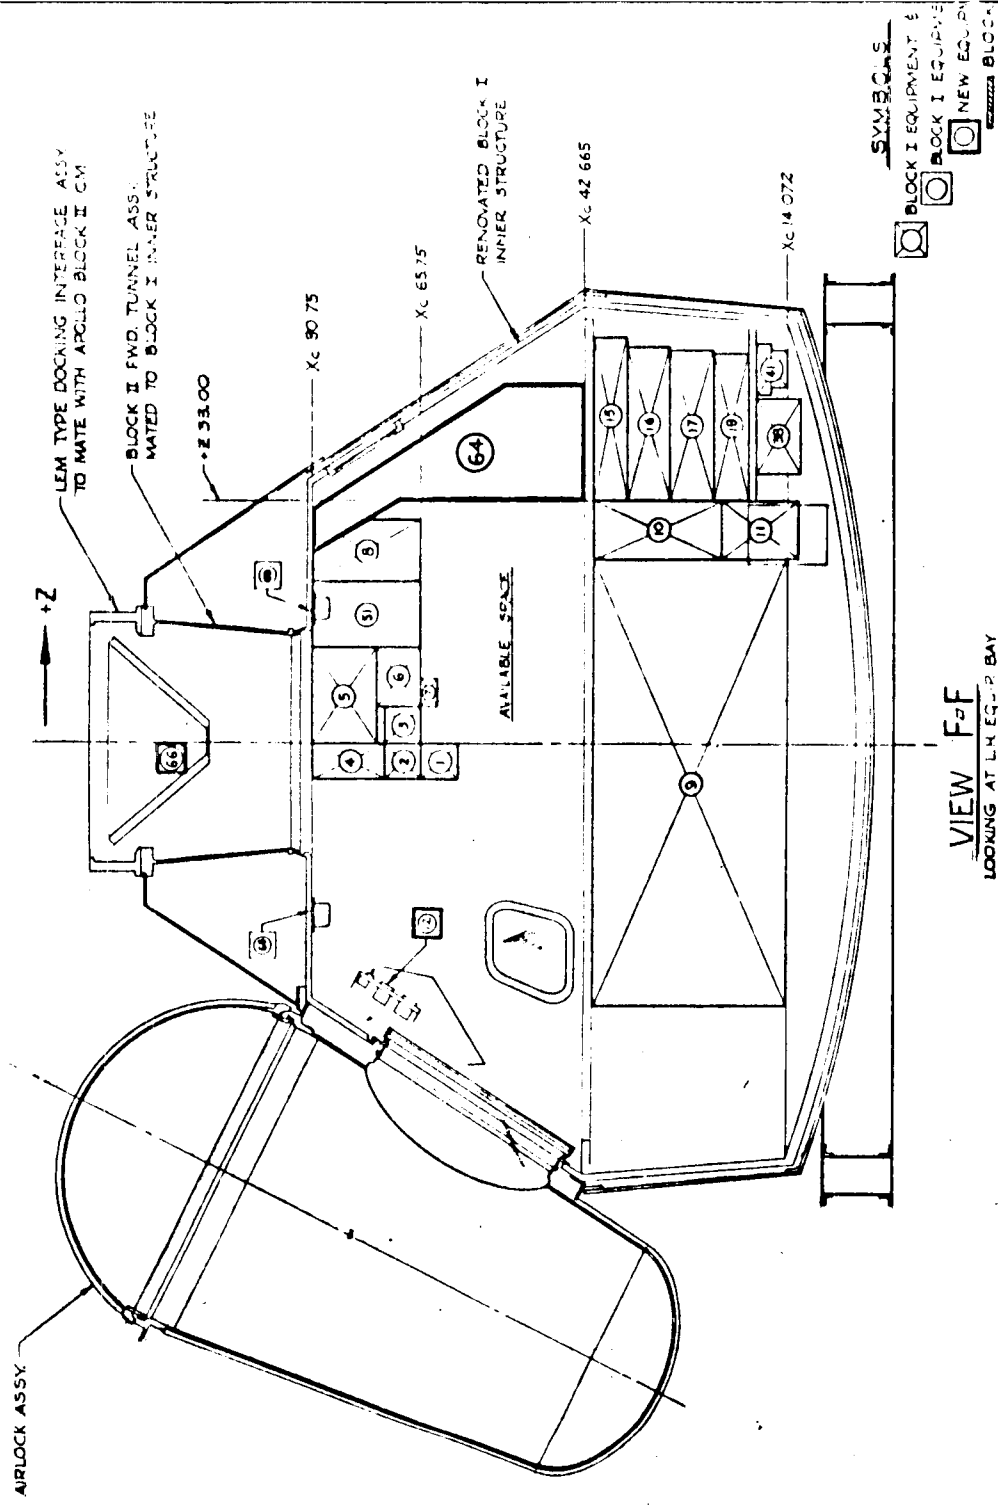 LEM TYPE DOCKING INTERFACE ASSY
TO MATE WITH APOLLO BLOCK II CM
BLOCK II FWD. TUNNEL ASSY.
MATED TO BLOCK I INNER STRUCTURE
+Z 33.00
Xc 90 75
Xc 65.75
RENOVATED BLOCK I
INNER STRUCTURE
Xc 42 665
Xc 14 072
SYMBOLS
BLOCK I EQUIPMENT &
BLOCK I EQUIPME
NEW EQUIPM
BLOCK
+Z
66
64
8
51
5
6
4
3
2
1
AVAILABLE SPACE
15
16
17
18
41
38
10
11
9
AIRLOCK ASSY.
VIEW F-F
LOOKING AT L.H. EQUIP. BAY